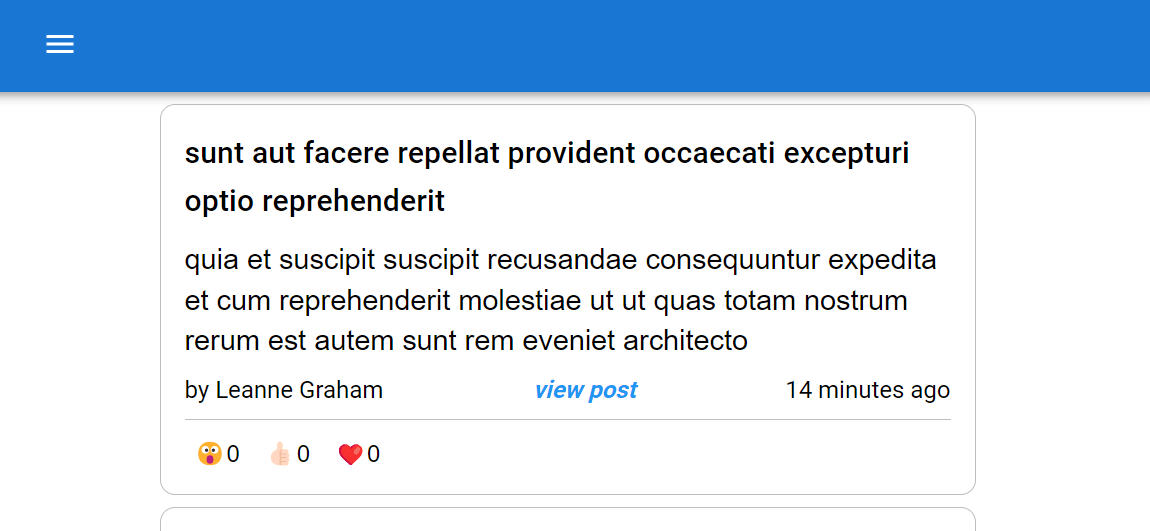 sunt aut facere repellat provident occaecati excepturi
optio reprehenderit
quia et suscipit suscipit recusandae consequuntur expedita
et cum reprehenderit molestiae ut ut quas totam nostrum
rerum est autem sunt rem eveniet architecto
by Leanne Graham view post 14 minutes ago
😲0 👍🏻0 ❤️0